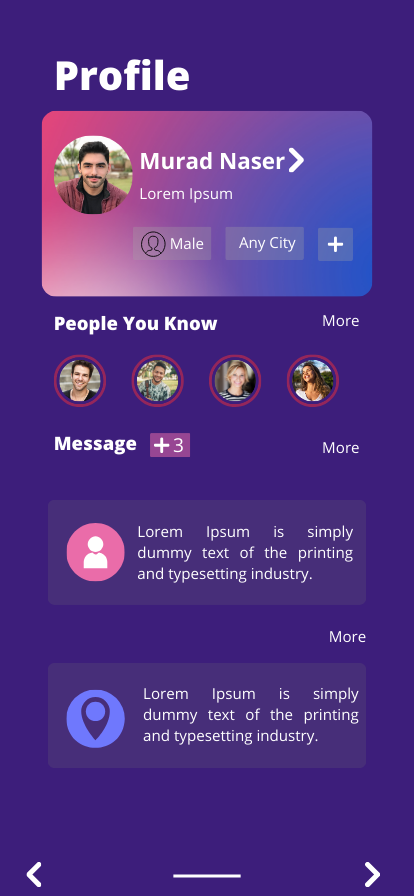 Profile
Murad Naser
Lorem Ipsum
Male
Any City
+
People You Know
More
Message
+3
More
Lorem Ipsum is simply
dummy text of the printing
and typesetting industry.
More
Lorem Ipsum is simply
dummy text of the printing
and typesetting industry.